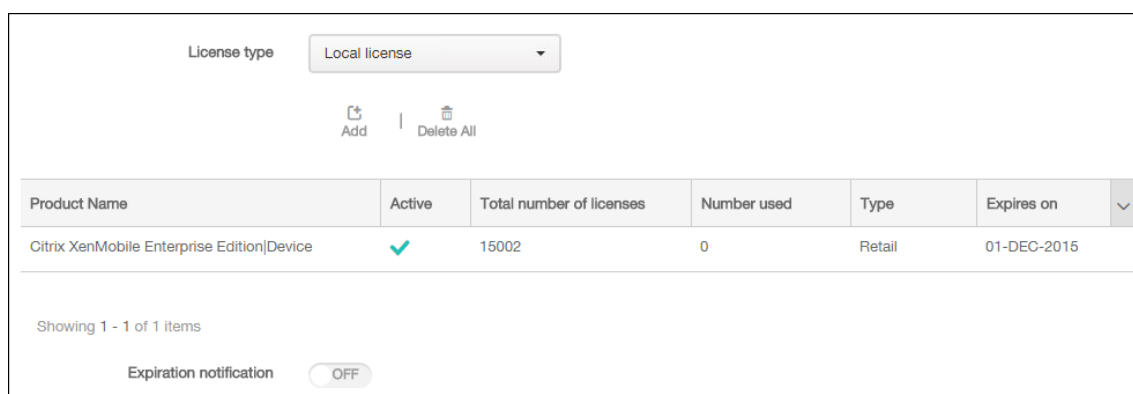 License type Local license
Add | Delete All
Product Name Active Total number of licenses Number used Type Expires on
Citrix XenMobile Enterprise Edition|Device 15002 0 Retail 01-DEC-2015
Showing 1 - 1 of 1 items
Expiration notification OFF